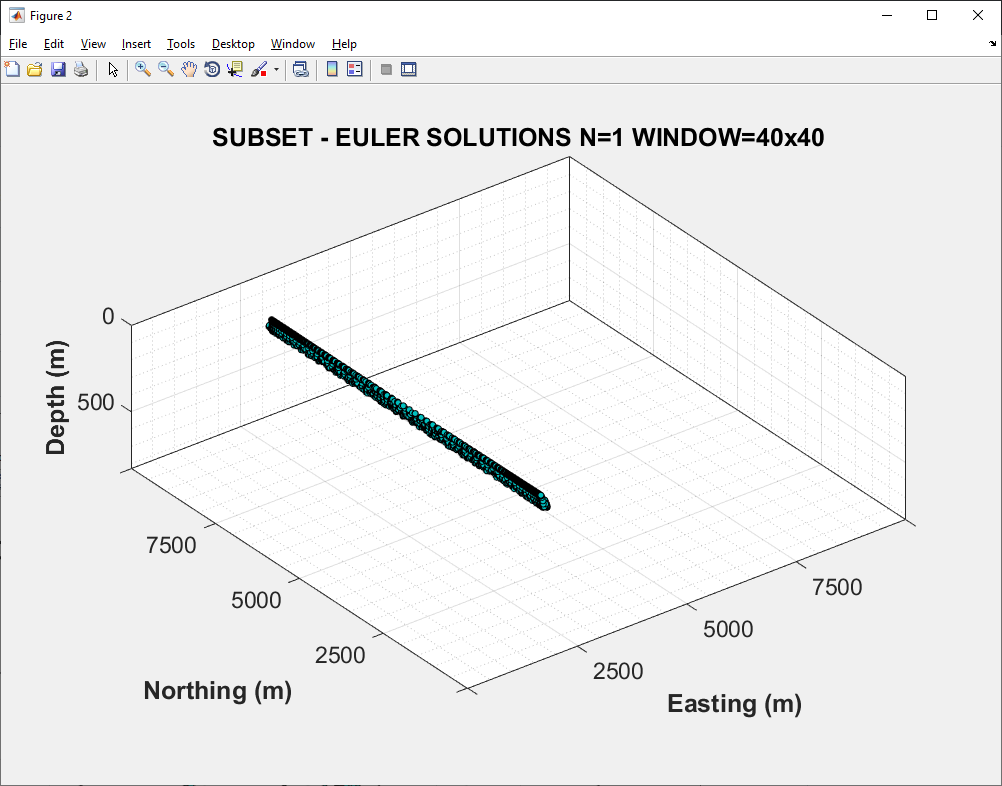 Figure 2
File Edit View Insert Tools Desktop Window Help
SUBSET - EULER SOLUTIONS N=1 WINDOW=40x40
0
500
Depth (m)
7500
5000
2500
Northing (m)
7500
5000
2500
Easting (m)